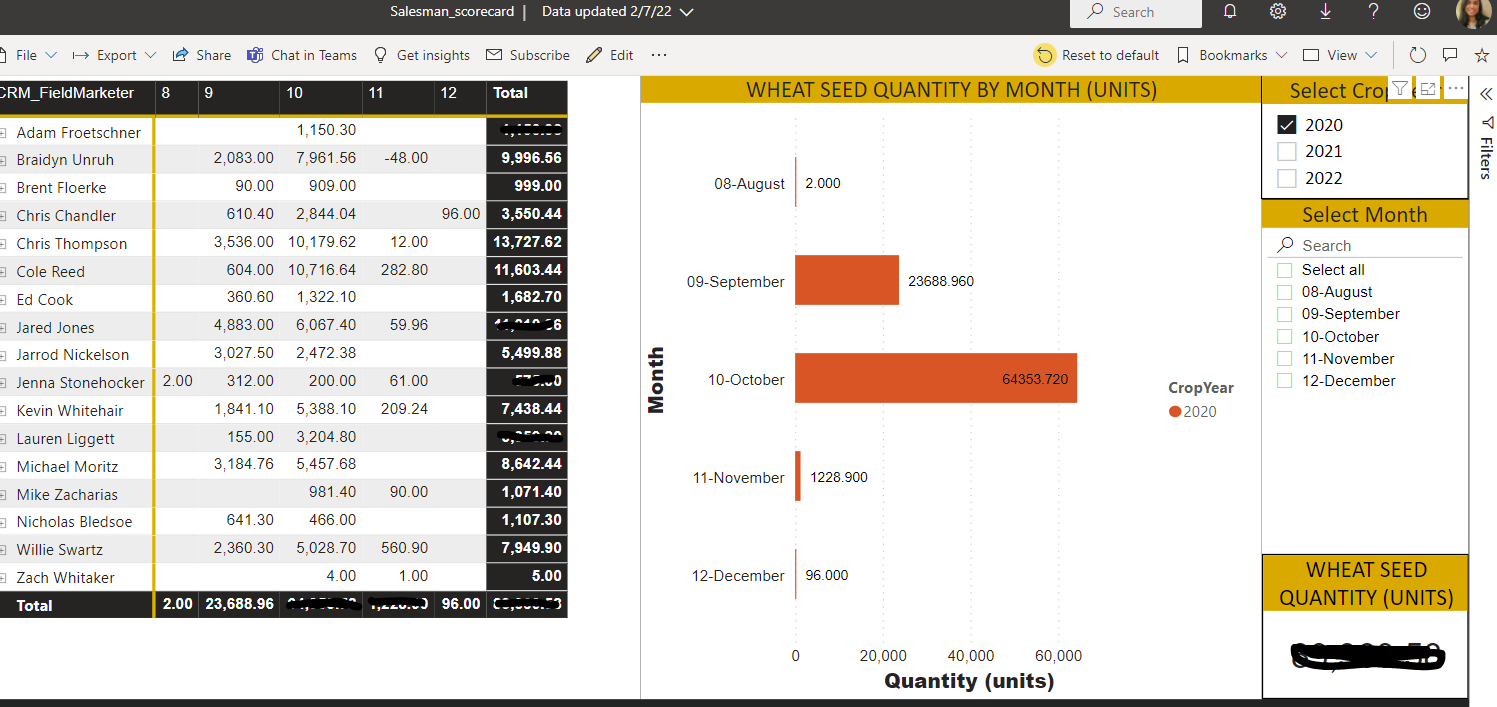 Salesman_scorecard | Data updated 2/7/22
Search
File Export Share Chat in Teams Get insights Subscribe Edit ... Reset to default Bookmarks View
CRM_FieldMarketer 8 9 10 11 12 Total
Adam Froetschner 1,150.30
Braidyn Unruh 2,083.00 7,961.56 -48.00 9,996.56
Brent Floerke 90.00 909.00 999.00
Chris Chandler 610.40 2,844.04 96.00 3,550.44
Chris Thompson 3,536.00 10,179.62 12.00 13,727.62
Cole Reed 604.00 10,716.64 282.80 11,603.44
Ed Cook 360.60 1,322.10 1,682.70
Jared Jones 4,883.00 6,067.40 59.96
Jarrod Nickelson 3,027.50 2,472.38 5,499.88
Jenna Stonehocker 2.00 312.00 200.00 61.00
Kevin Whitehair 1,841.10 5,388.10 209.24 7,438.44
Lauren Liggett 155.00 3,204.80
Michael Moritz 3,184.76 5,457.68 8,642.44
Mike Zacharias 981.40 90.00 1,071.40
Nicholas Bledsoe 641.30 466.00 1,107.30
Willie Swartz 2,360.30 5,028.70 560.90 7,949.90
Zach Whitaker 4.00 1.00 5.00
Total 2.00 23,688.96 96.00
WHEAT SEED QUANTITY BY MONTH (UNITS)
Month
08-August 2.000
09-September 23688.960
10-October 64353.720
11-November 1228.900
12-December 96.000
0 20,000 40,000 60,000
Quantity (units)
CropYear
2020
Select Crop
2020
2021
2022
Select Month
Search
Select all
08-August
09-September
10-October
11-November
12-December
WHEAT SEED
QUANTITY (UNITS)
Filters